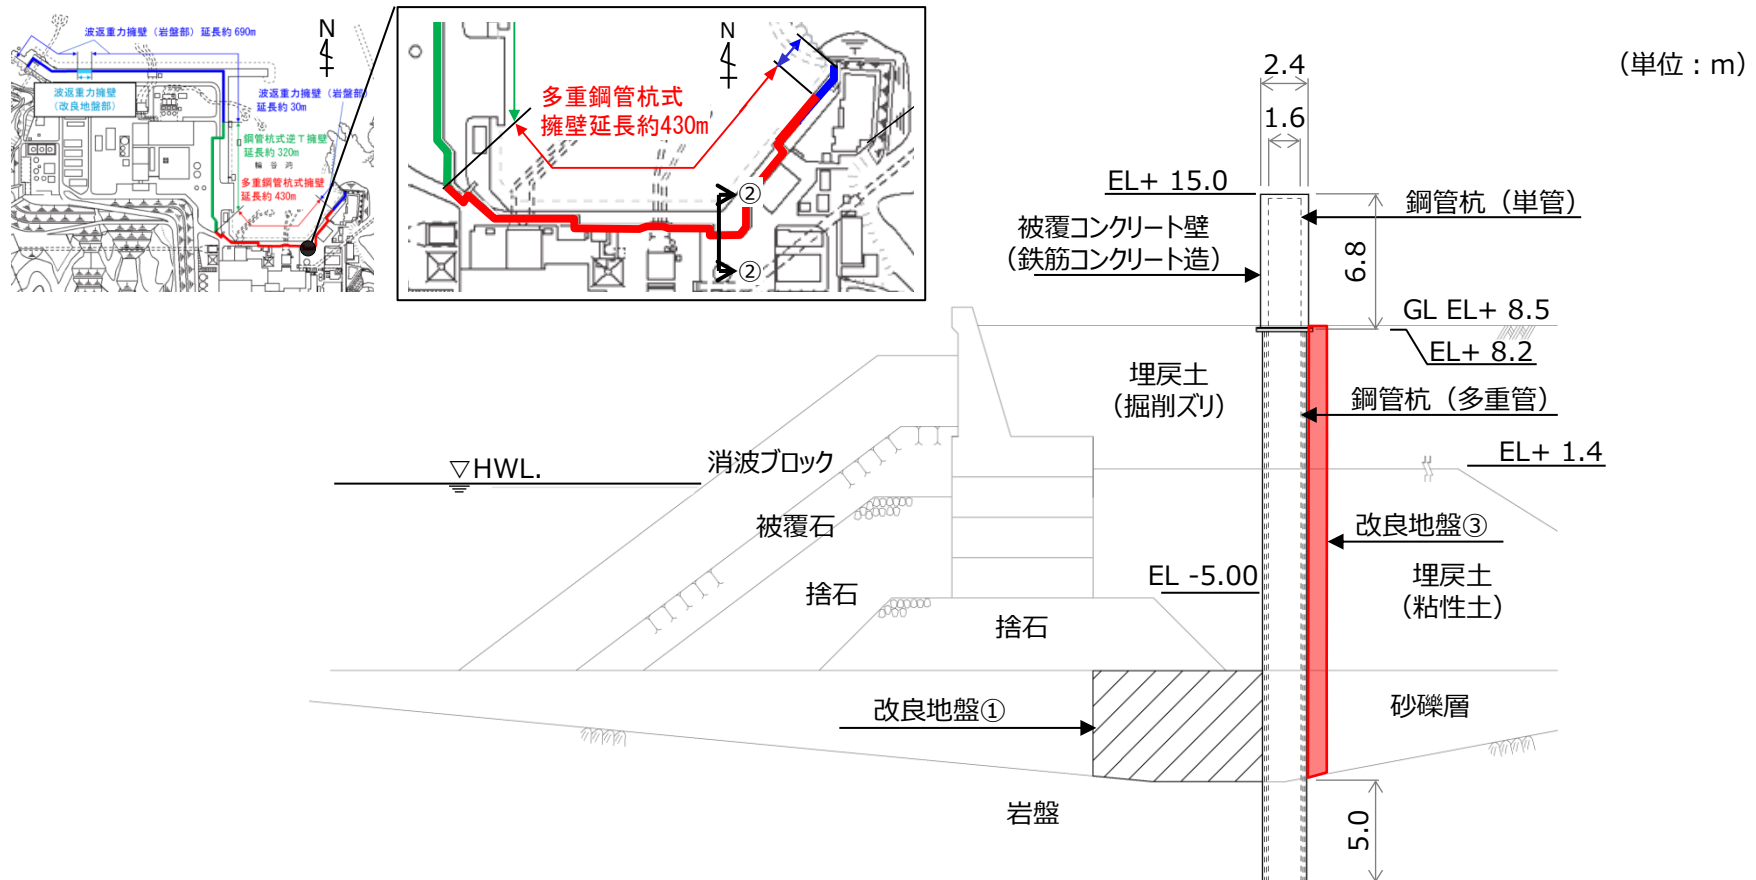 波返重力擁壁（岩盤部）延長約690m
N
波返重力擁壁
（改良地盤部）
波返重力擁壁（岩盤部）
延長約30m
鋼管杭式逆T擁壁
延長約320m
輪谷湾
多重鋼管杭式擁壁
延長約430m
N
多重鋼管杭式
擁壁延長約430m
②
②
（単位：m）
2.4
1.6
EL+ 15.0
鋼管杭（単管）
被覆コンクリート壁
（鉄筋コンクリート造）
6.8
GL EL+ 8.5
EL+ 8.2
埋戻土
（掘削ズリ）
鋼管杭（多重管）
EL+ 1.4
▽HWL.
消波ブロック
被覆石
改良地盤③
EL -5.00
埋戻土
（粘性土）
捨石
捨石
改良地盤①
砂礫層
岩盤
5.0